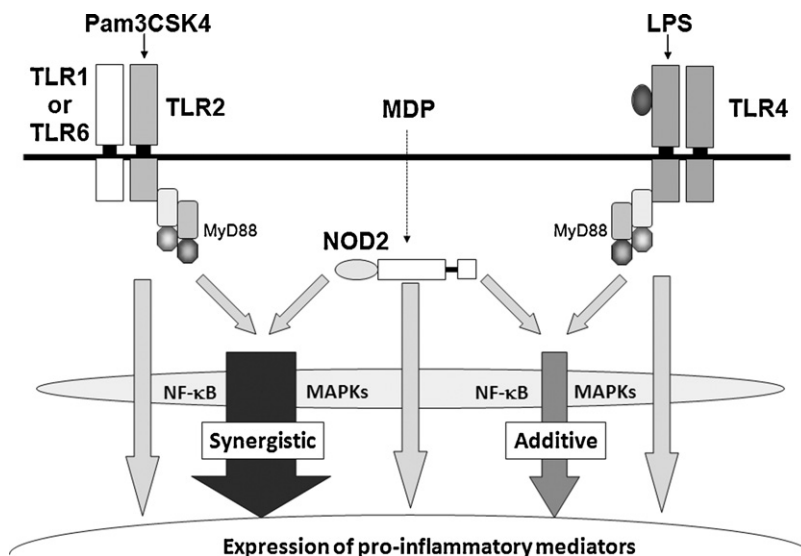 Pam3CSK4
LPS
TLR1
or
TLR6
TLR2
MDP
TLR4
MyD88
MyD88
NOD2
NF-κB
MAPKs
NF-κB
MAPKs
Synergistic
Additive
Expression of pro-inflammatory mediators